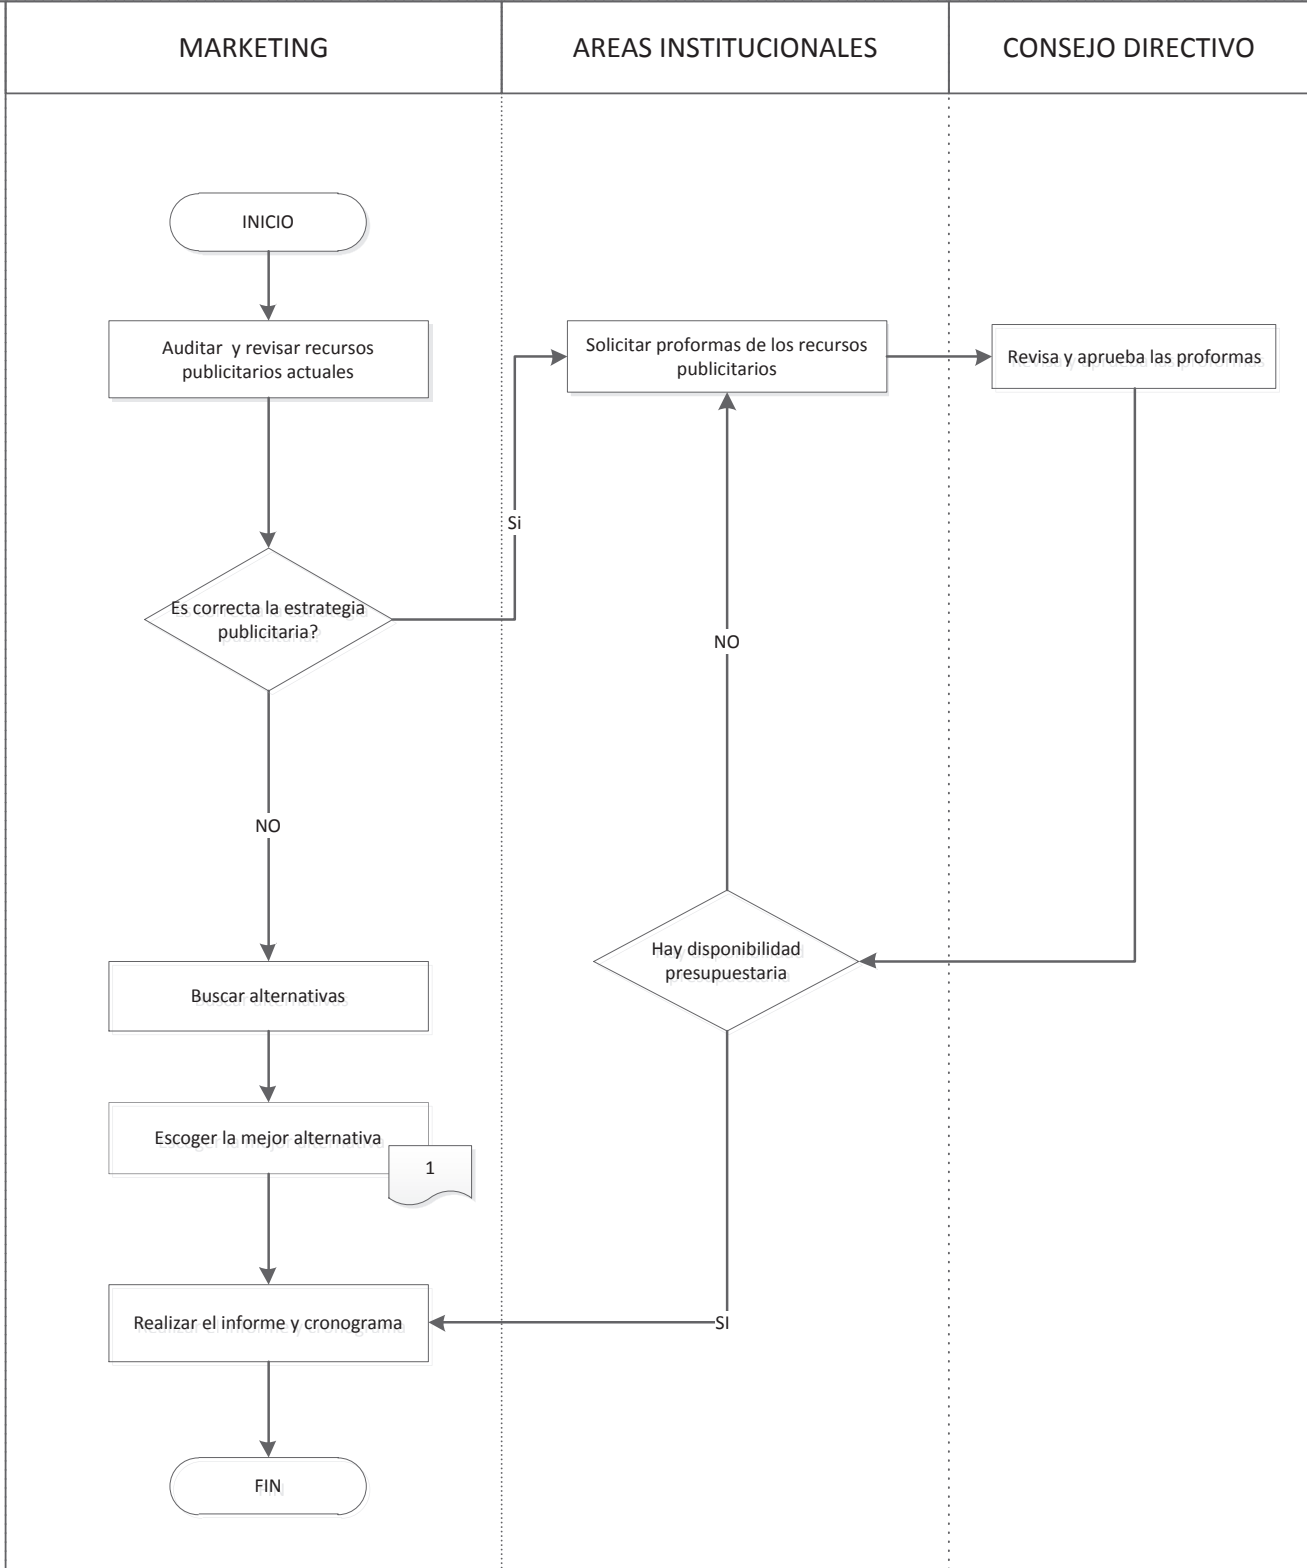 MARKETING
AREAS INSTITUCIONALES
CONSEJO DIRECTIVO
INICIO
Auditar y revisar recursos
publicitarios actuales
Solicitar proformas de los recursos
publicitarios
Revisa y aprueba las proformas
Si
Es correcta la estrategia
publicitaria?
NO
NO
Hay disponibilidad
presupuestaria
Buscar alternativas
Escoger la mejor alternativa
1
Realizar el informe y cronograma
SI
FIN